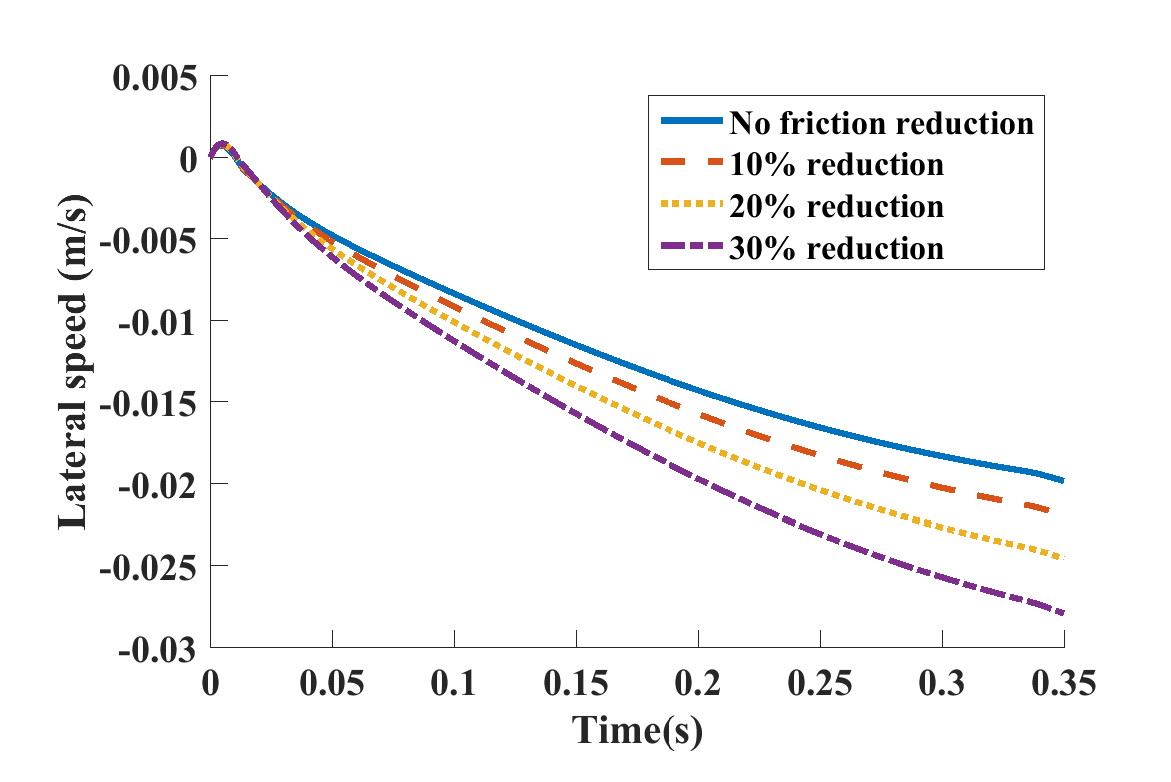 0.005
0
-0.005
-0.01
-0.015
-0.02
-0.025
-0.03
Lateral speed (m/s)
No friction reduction
10% reduction
20% reduction
30% reduction
0 0.05 0.1 0.15 0.2 0.25 0.3 0.35
Time(s)